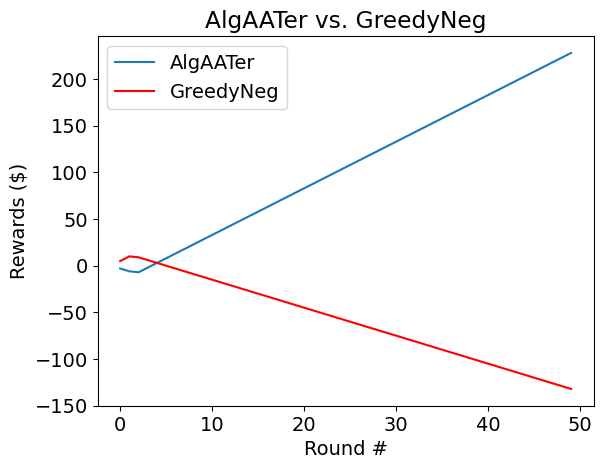 AlgAATer vs. GreedyNeg
AlgAATer
GreedyNeg
Rewards ($)
200
150
100
50
0
−50
−100
−150
0 10 20 30 40 50
Round #